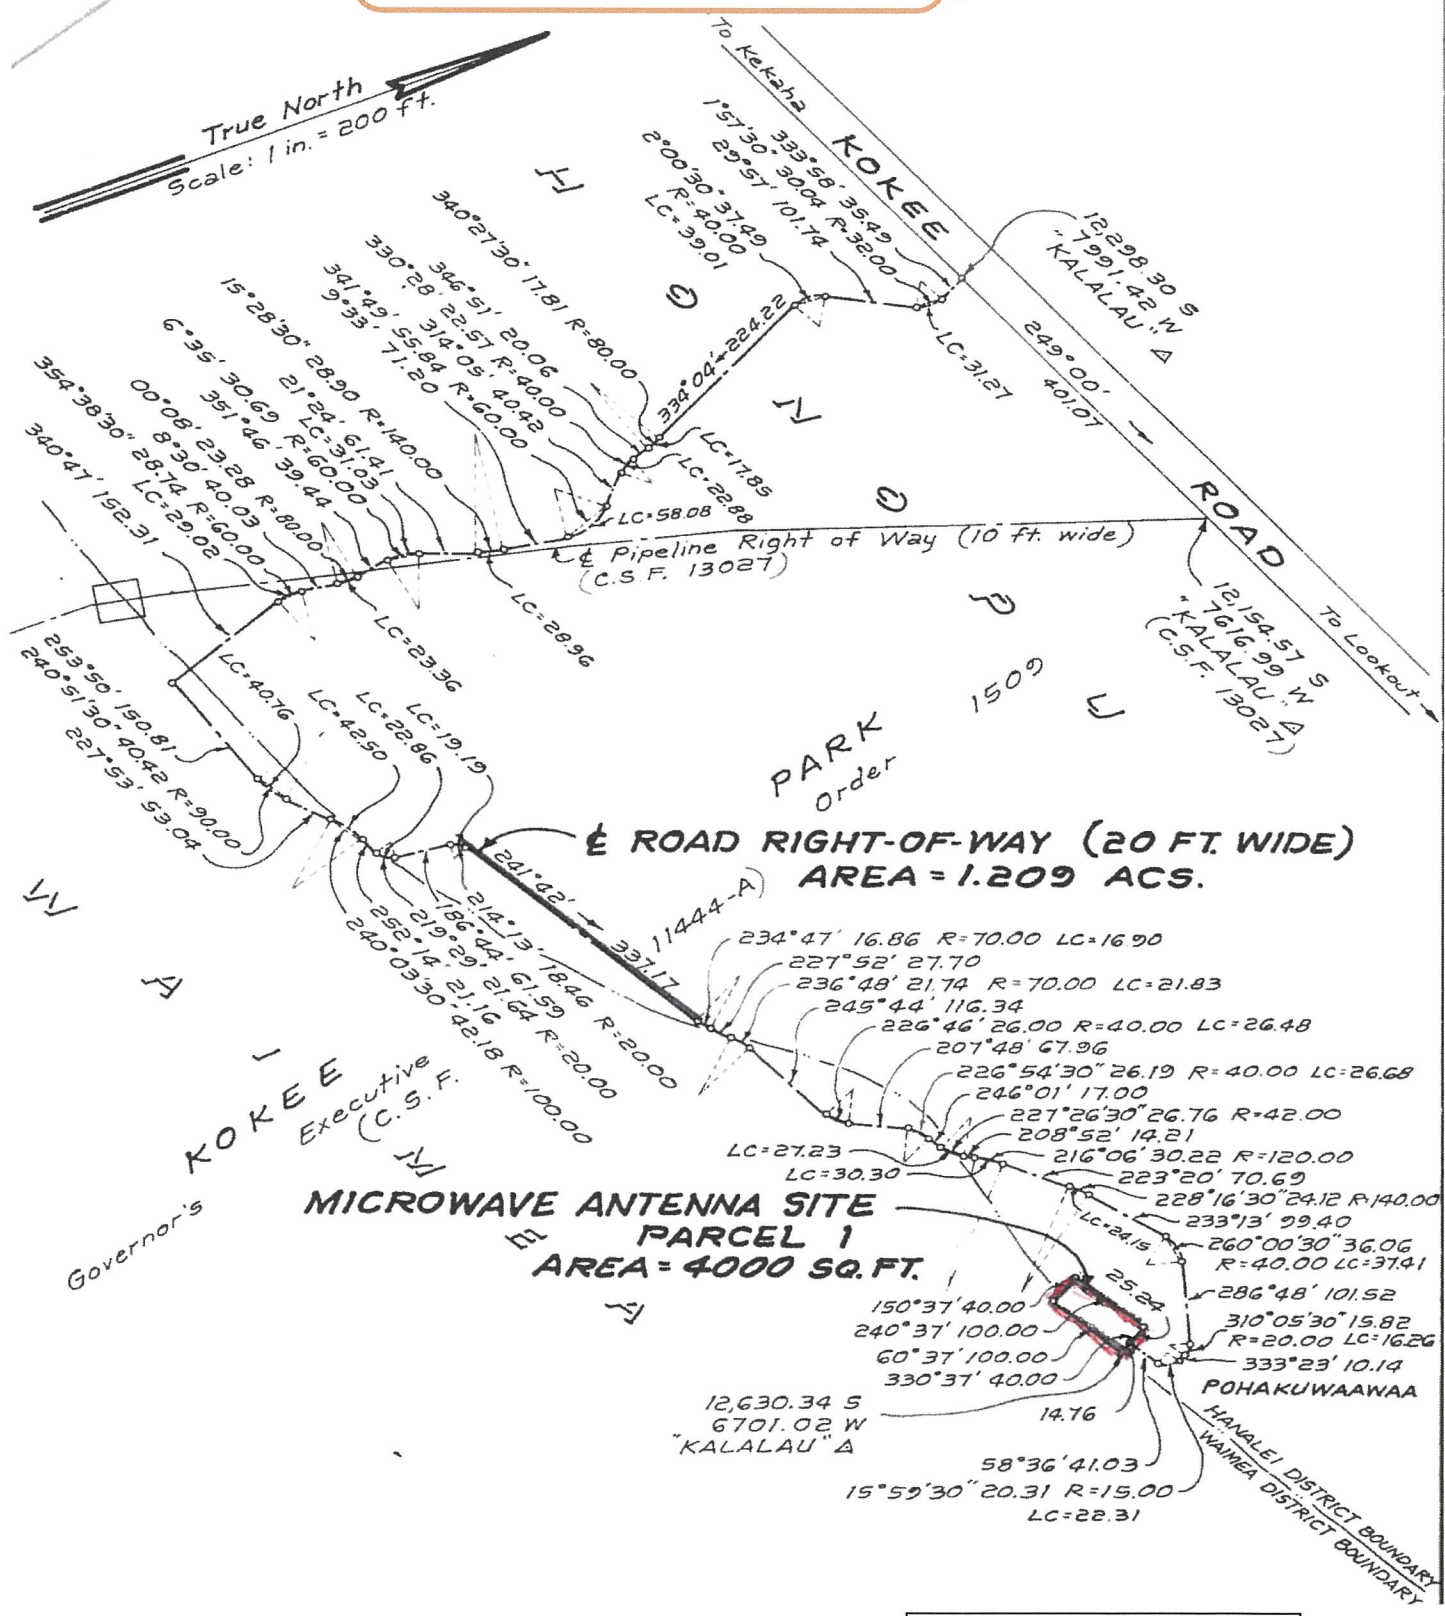 True North
Scale: 1 in. = 200 ft.
To Kekaha
KOKEE
ROAD
To Lookout
12,298.30 S
7991.42 W
"KALALAU" Δ
249°00'
401.07
333°58' 35.49
1°57'30" 30.04 R=32.00
29°57' 101.74
2°00'30" 37.49
R=40.00
LC=39.01
LC=31.27
334°04' 224.22
340°27'30" 17.81 R=80.00
346°51' 20.06
330°28' 22.57 R=40.00
314°05' 40.42
341°49' 55.84 R=60.00
9°33' 71.20
15°28'30" 28.90 R=140.00
21°24' 61.41
LC=31.03
6°35' 30.69 R=60.00
351°46' 39.44
00°08' 23.28 R=80.00
8°30' 40.03
354°38'30" 28.74 R=60.00
LC=29.02
340°47' 152.31
LC=17.85
LC=22.88
LC=58.08
LC=28.96
LC=23.36
℄ Pipeline Right of Way (10 ft. wide)
(C.S.F. 13027)
12,154.57 S
7616.99 W
"KALALAU" Δ
(C.S.F. 13027)
H O N O P U
253°50' 150.81
240°51'30" 40.42 R=90.00
227°53' 53.04
LC=40.76
LC=42.50
LC=22.86
LC=19.19
PARK
Order 1509
℄ ROAD RIGHT-OF-WAY (20 FT. WIDE)
AREA = 1.209 ACS.
241°42'
337.17
11444-A)
214°13' 18.46 R=20.00
186°44' 61.59
219°29' 21.64 R=20.00
252°14' 21.16
240°03'30" 42.18 R=100.00
W A I M E A
KOKEE
Governor's Executive
(C.S.F.
234°47' 16.86 R=70.00 LC=16.90
227°52' 27.70
236°48' 21.74 R=70.00 LC=21.83
245°44' 116.34
226°46' 26.00 R=40.00 LC=26.48
207°48' 67.96
226°54'30" 26.19 R=40.00 LC=26.68
246°01' 17.00
227°26'30" 26.76 R=42.00
208°52' 14.21
216°06' 30.22 R=120.00
223°20' 70.69
228°16'30" 24.12 R=140.00
233°13' 99.40
260°00'30" 36.06
R=40.00 LC=37.41
286°48' 101.52
310°05'30" 15.82
R=20.00 LC=16.26
333°23' 10.14
POHAKUWAAWAA
LC=27.23
LC=30.30
LC=24.15
MICROWAVE ANTENNA SITE
PARCEL 1
AREA = 4000 SQ. FT.
25.24
150°37' 40.00
240°37' 100.00
60°37' 100.00
330°37' 40.00
12,630.34 S
6701.02 W
"KALALAU" Δ
14.76
58°36' 41.03
15°59'30" 20.31 R=15.00
LC=22.31
HANALEI DISTRICT BOUNDARY
WAIMEA DISTRICT BOUNDARY